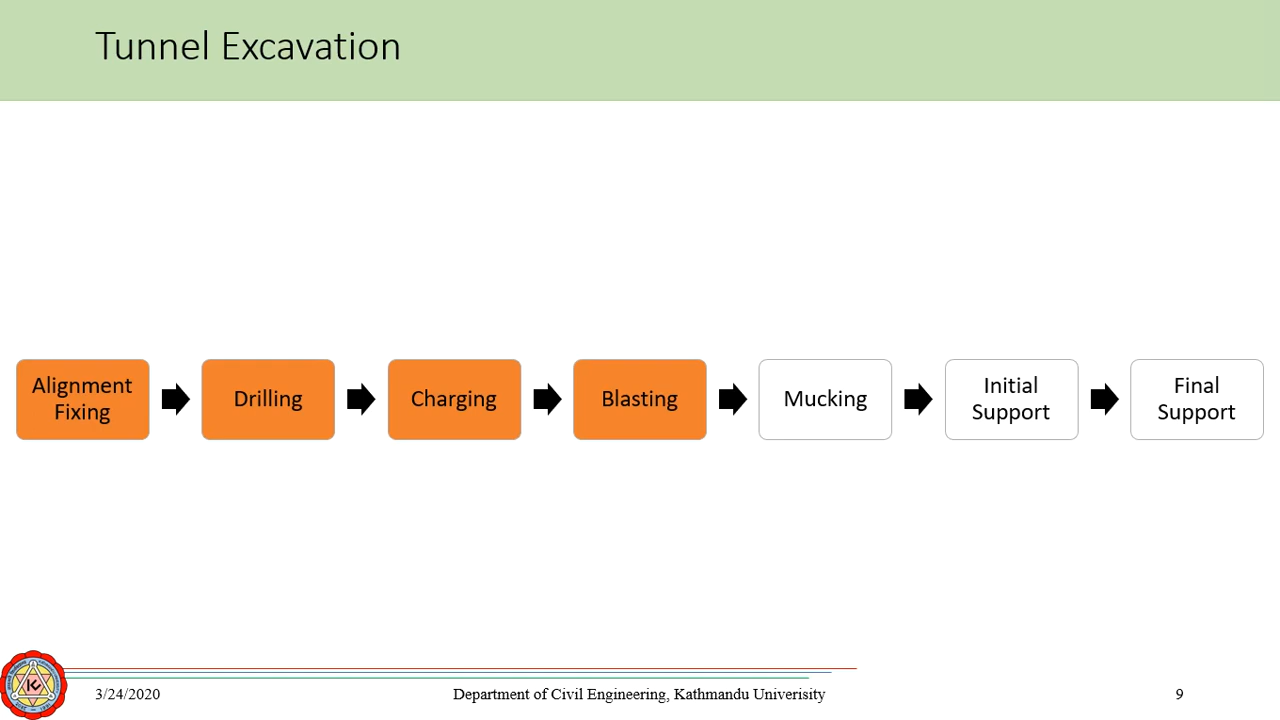 Tunnel Excavation
Alignment
Fixing
Drilling
Charging
Blasting
Mucking
Initial
Support
Final
Support
3/24/2020
Department of Civil Engineering, Kathmandu Univerisity
9